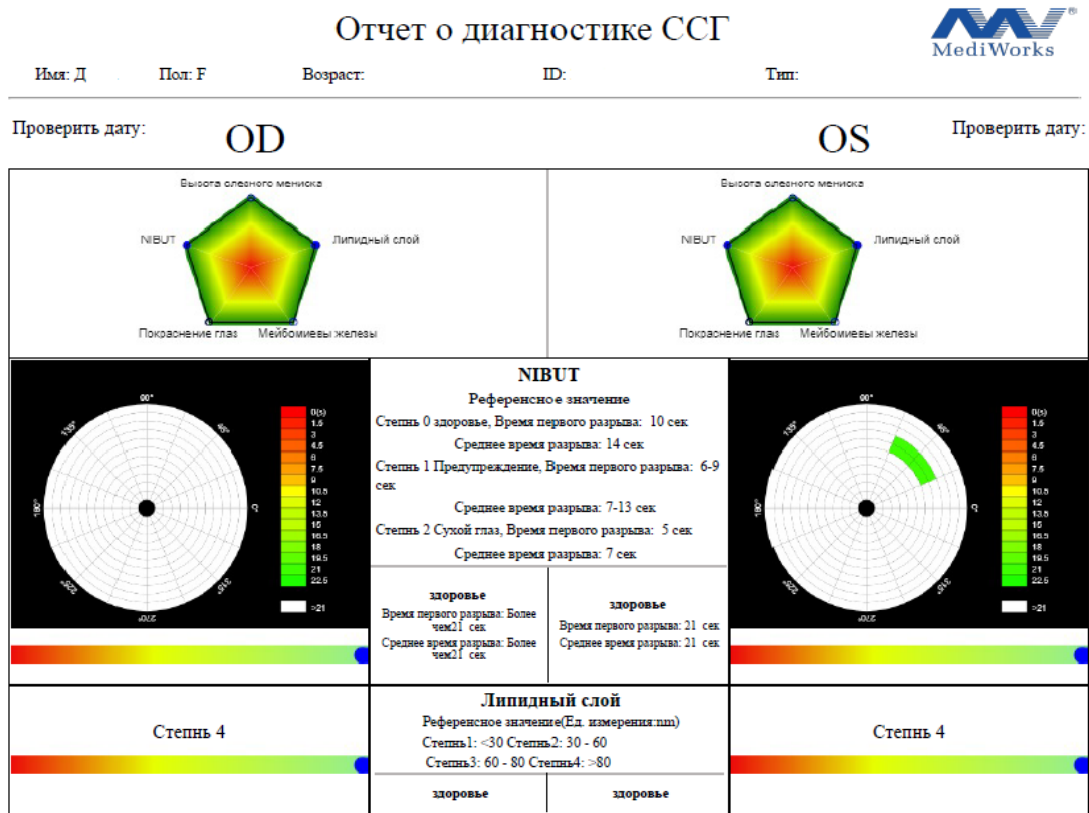 Отчет о диагностике ССГ
MediWorks
®
Имя: Д Пол: F Возраст: ID: Тип:
Проверить дату:
OD
OS
Проверить дату:
Высота слезного мениска
NIBUT
Липидный слой
Покраснение глаз
Мейбомиевы железы
Высота слезного мениска
NIBUT
Липидный слой
Покраснение глаз
Мейбомиевы железы
90°
135°
45°
180°
0°
225°
315°
270°
0(s)
1.5
3
4.5
6
7.5
9
10.5
12
13.5
15
16.5
18
19.5
21
22.5
>21
NIBUT
Референсное значение
Степнь 0 здоровье, Время первого разрыва: 10 сек
Среднее время разрыва: 14 сек
Степнь 1 Предупреждение, Время первого разрыва: 6-9
сек
Среднее время разрыва: 7-13 сек
Степнь 2 Сухой глаз, Время первого разрыва: 5 сек
Среднее время разрыва: 7 сек
здоровье
Время первого разрыва: Более
чем21 сек
Среднее время разрыва: Более
чем21 сек
здоровье
Время первого разрыва: 21 сек
Среднее время разрыва: 21 сек
90°
135°
45°
180°
0°
225°
315°
270°
0(s)
1.5
3
4.5
6
7.5
9
10.5
12
13.5
15
16.5
18
19.5
21
22.5
>21
Степнь 4
Липидный слой
Референсное значение(Ед. измерения:nm)
Степнь1: <30 Степнь2: 30 - 60
Степнь3: 60 - 80 Степнь4: >80
здоровье
здоровье
Степнь 4